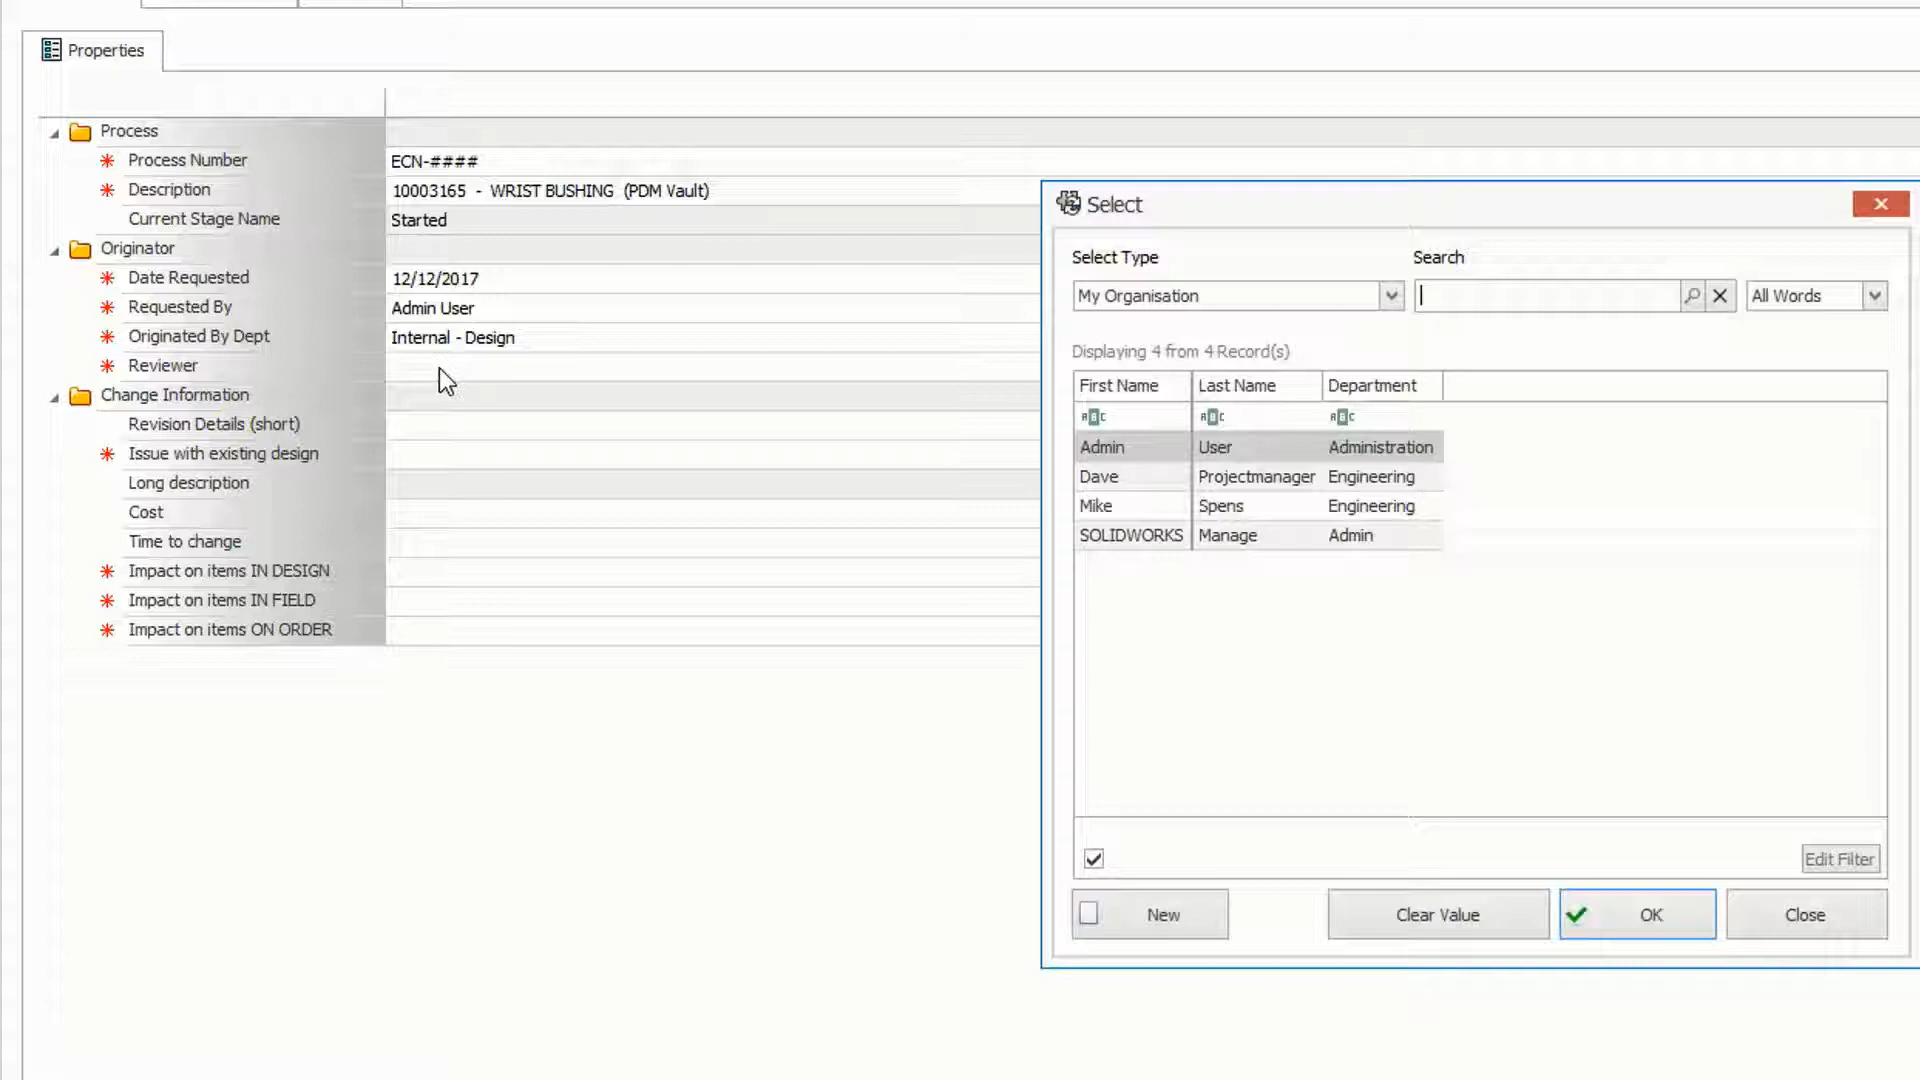 Properties
Process
Process Number ECN-####
Description 10003165 - WRIST BUSHING (PDM Vault)
Current Stage Name Started
Originator
Date Requested 12/12/2017
Requested By Admin User
Originated By Dept Internal - Design
Reviewer
Change Information
Revision Details (short)
Issue with existing design
Long description
Cost
Time to change
Impact on items IN DESIGN
Impact on items IN FIELD
Impact on items ON ORDER
Select
Select Type Search
My Organisation All Words
Displaying 4 from 4 Record(s)
First Name Last Name Department
ABC ABC ABC
Admin User Administration
Dave Projectmanager Engineering
Mike Spens Engineering
SOLIDWORKS Manage Admin
Edit Filter
New Clear Value OK Close